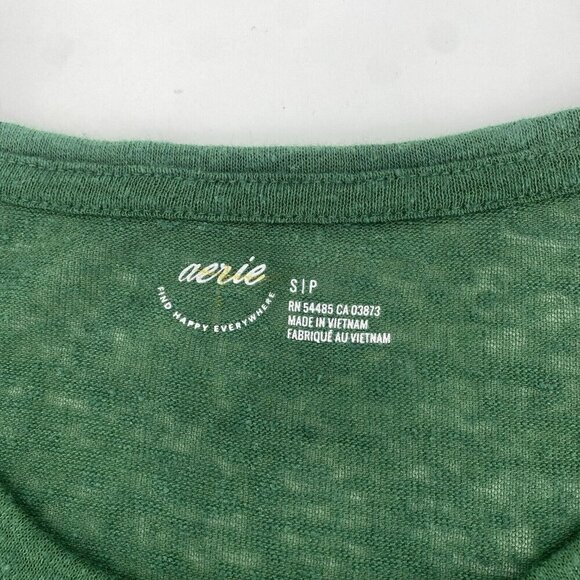 aerie
FIND HAPPY EVERYWHERE
S|P
RN 54485 CA 03873
MADE IN VIETNAM
FABRIQUÉ AU VIETNAM